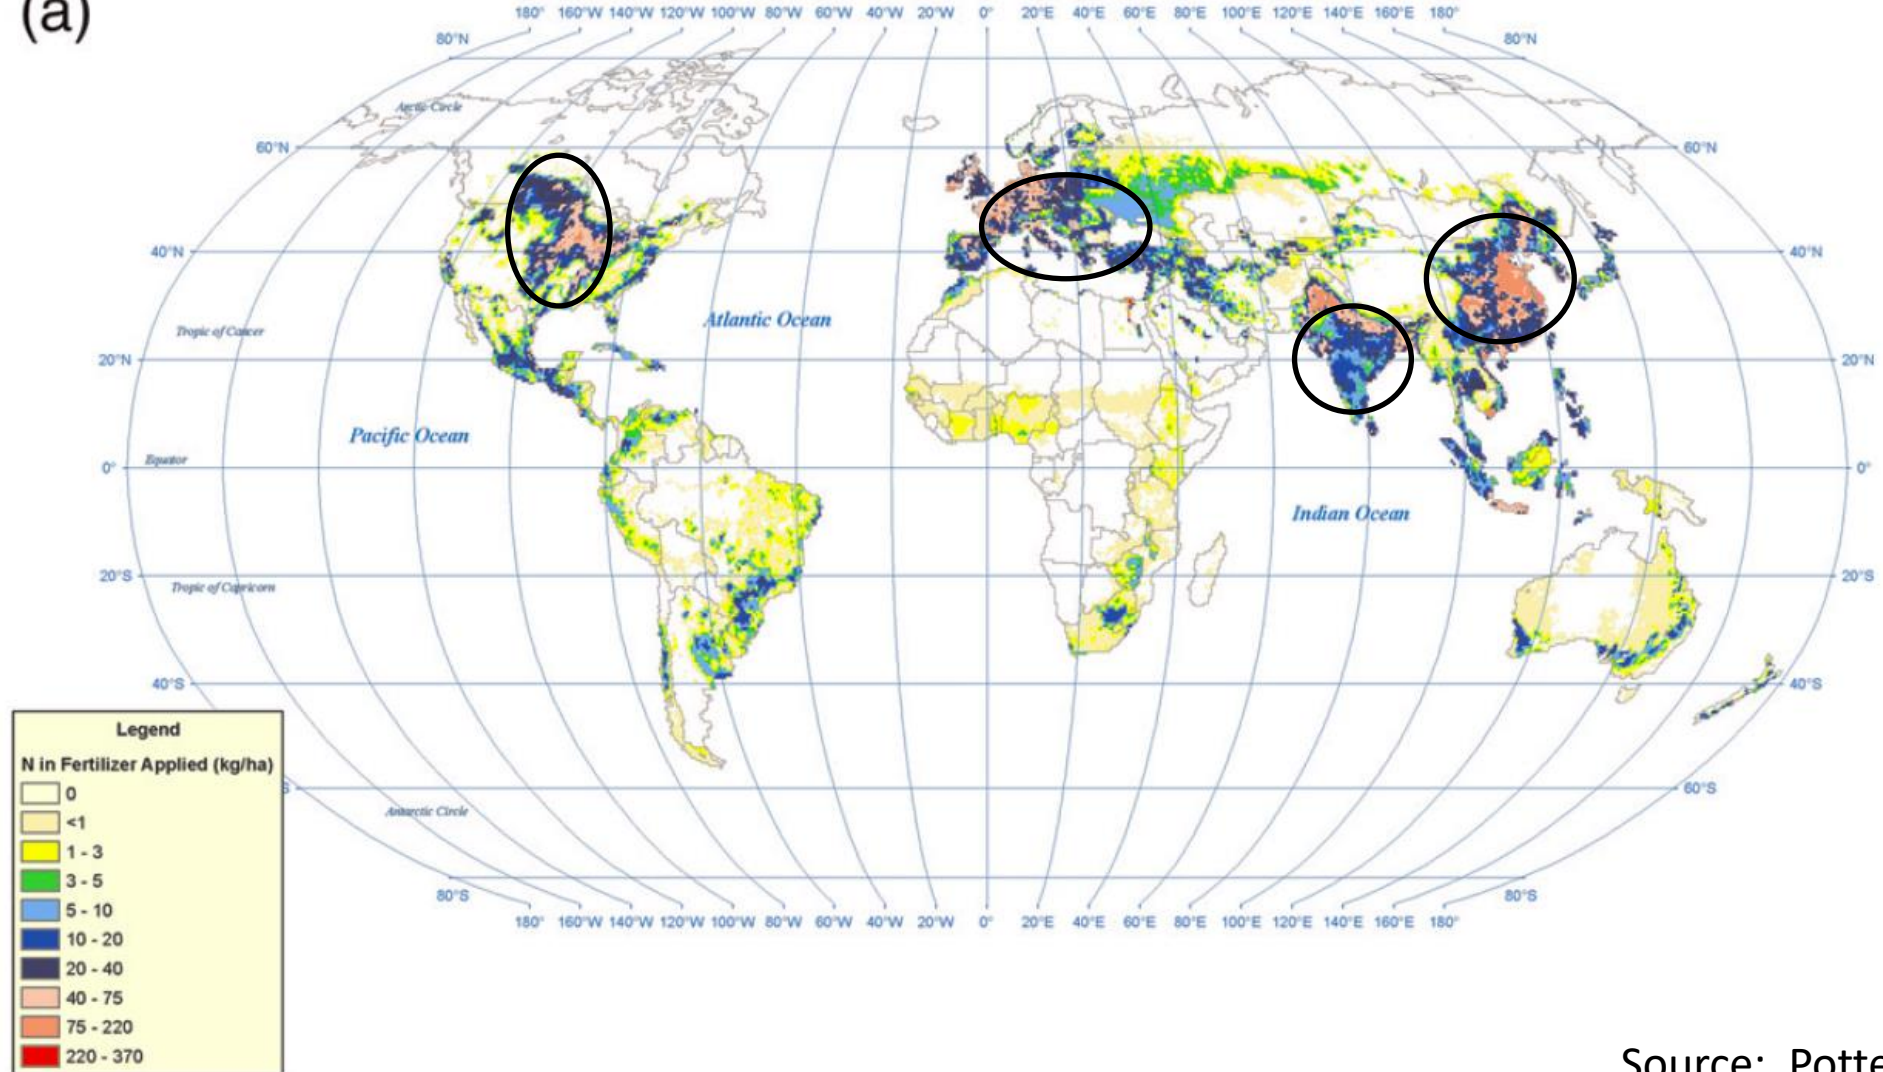 (a)
180° 160°W 140°W 120°W 100°W 80°W 60°W 40°W 20°W 0° 20°E 40°E 60°E 80°E 100°E 120°E 140°E 160°E 180°
80°N 80°N
Arctic Circle
60°N 60°N
40°N 40°N
Atlantic Ocean
Tropic of Cancer
20°N 20°N
Pacific Ocean
Equator
0° 0°
Indian Ocean
20°S 20°S
Tropic of Capricorn
40°S 40°S
S 60°S
Antarctic Circle
80°S 80°S
180° 160°W 140°W 120°W 100°W 80°W 60°W 40°W 20°W 0° 20°E 40°E 60°E 80°E 100°E 120°E 140°E 160°E 180°
Legend
N in Fertilizer Applied (kg/ha)
0
<1
1 - 3
3 - 5
5 - 10
10 - 20
20 - 40
40 - 75
75 - 220
220 - 370
Source: Potte